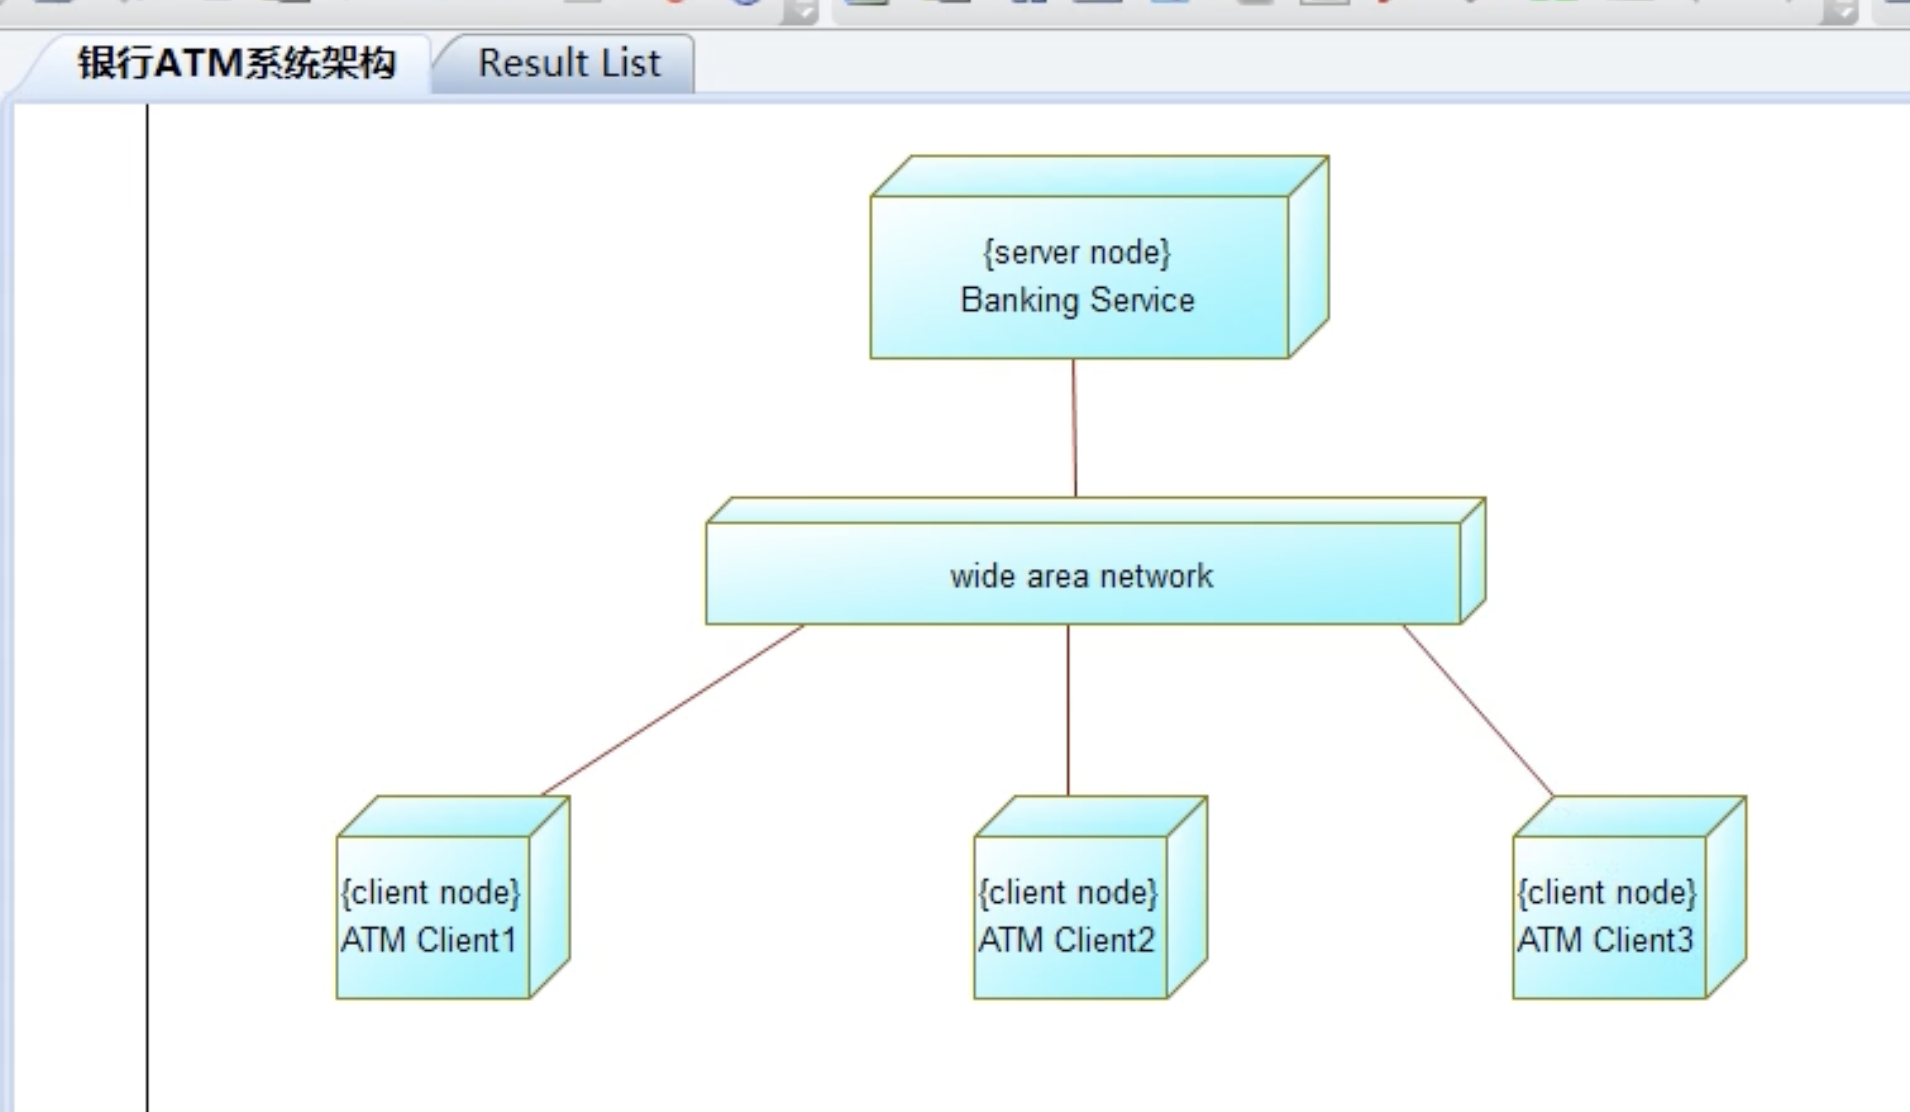 银行ATM系统架构
Result List
{server node}
Banking Service
wide area network
{client node}
ATM Client1
{client node}
ATM Client2
{client node}
ATM Client3